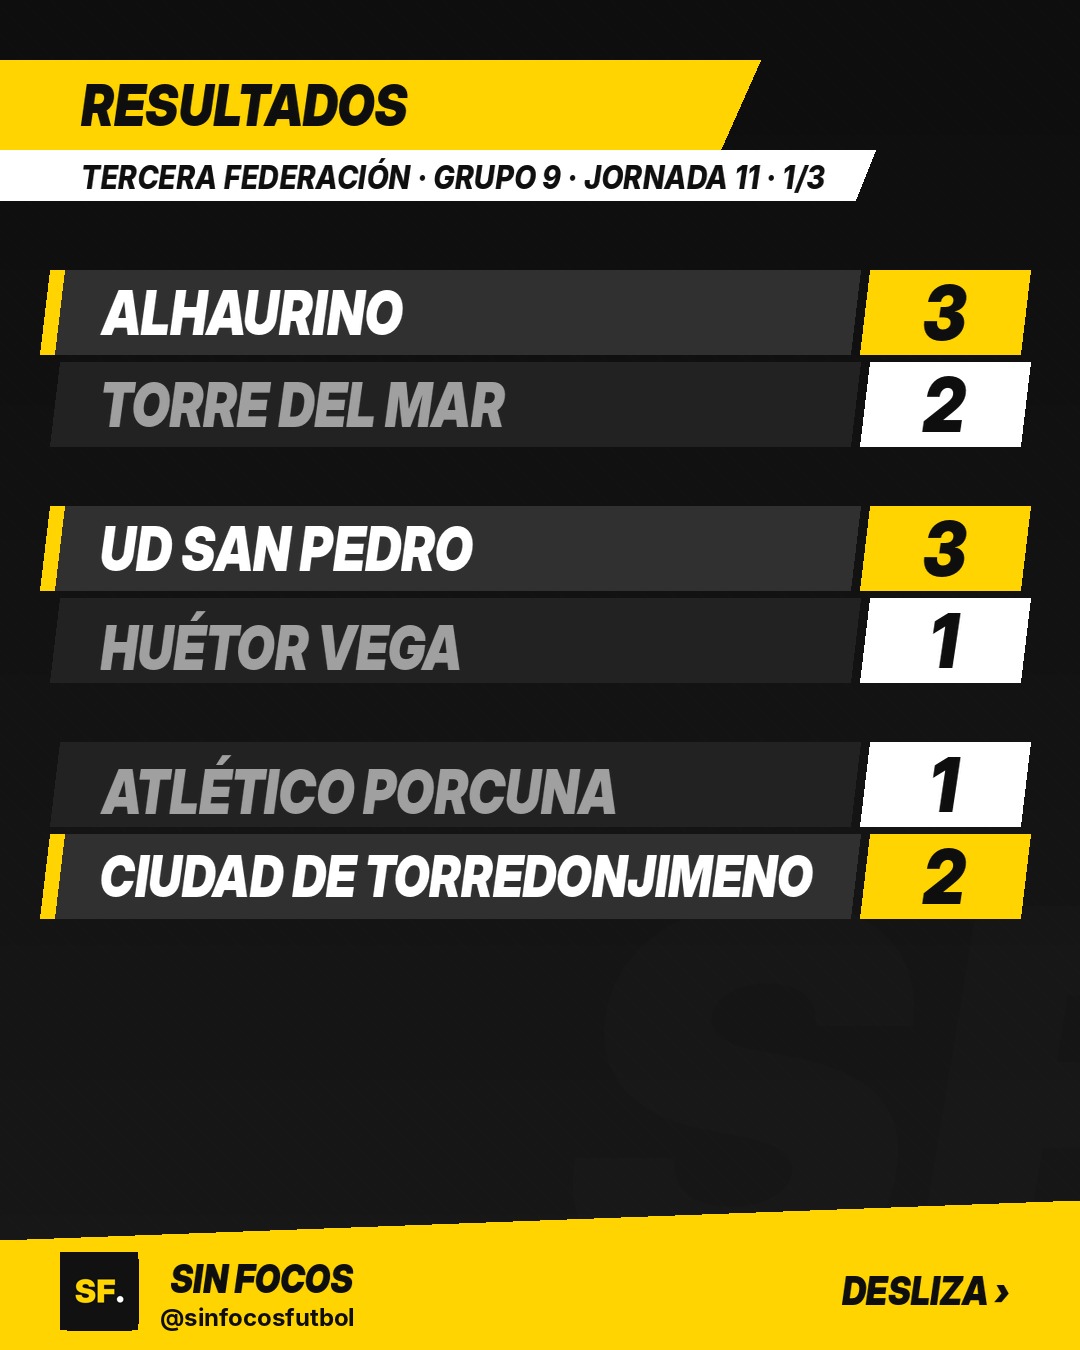 RESULTADOS
TERCERA FEDERACIÓN · GRUPO 9 · JORNADA 11 · 1/3
ALHAURINO 3
TORRE DEL MAR 2
UD SAN PEDRO 3
HUÉTOR VEGA 1
ATLÉTICO PORCUNA 1
CIUDAD DE TORREDONJIMENO 2
SF
SF.
SIN FOCOS
@sinfocosfutbol
DESLIZA ›